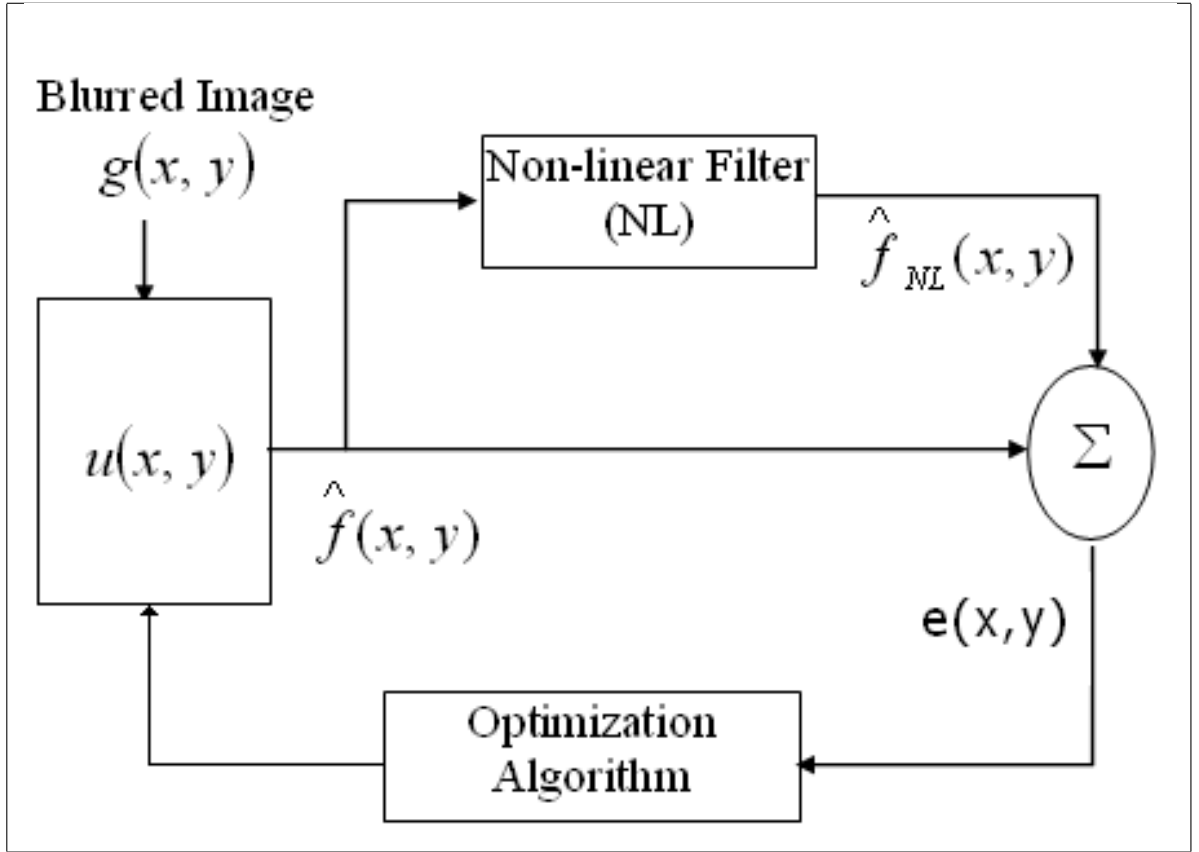 Blurred Image
g(x, y)
Non-linear Filter
(NL)
f̂_NL(x, y)
u(x, y)
Σ
f̂(x, y)
e(x,y)
Optimization
Algorithm